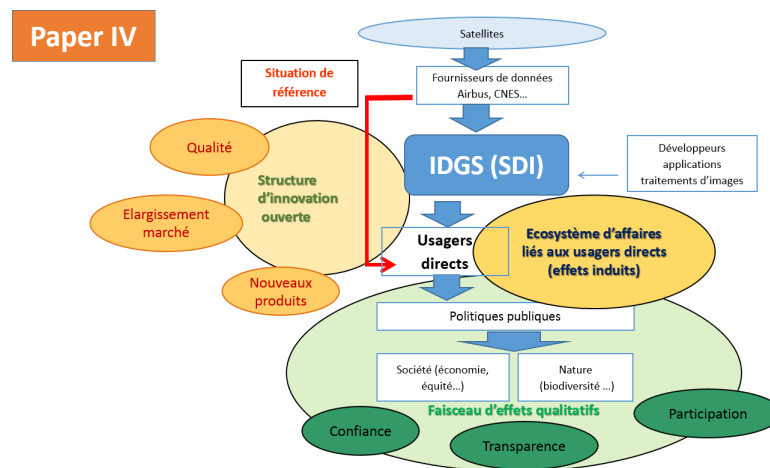 Paper IV
Satellites
Situation de
référence
Fournisseurs de données
Airbus, CNES...
Qualité
Elargissement
marché
Nouveaux
produits
Structure
d'innovation
ouverte
IDGS (SDI)
Développeurs
applications
traitements d'images
Usagers
directs
Ecosystème d'affaires
liés aux usagers directs
(effets induits)
Politiques publiques
Société (économie,
équité...)
Nature
(biodiversité ...)
Faisceau d'effets qualitatifs
Confiance
Transparence
Participation